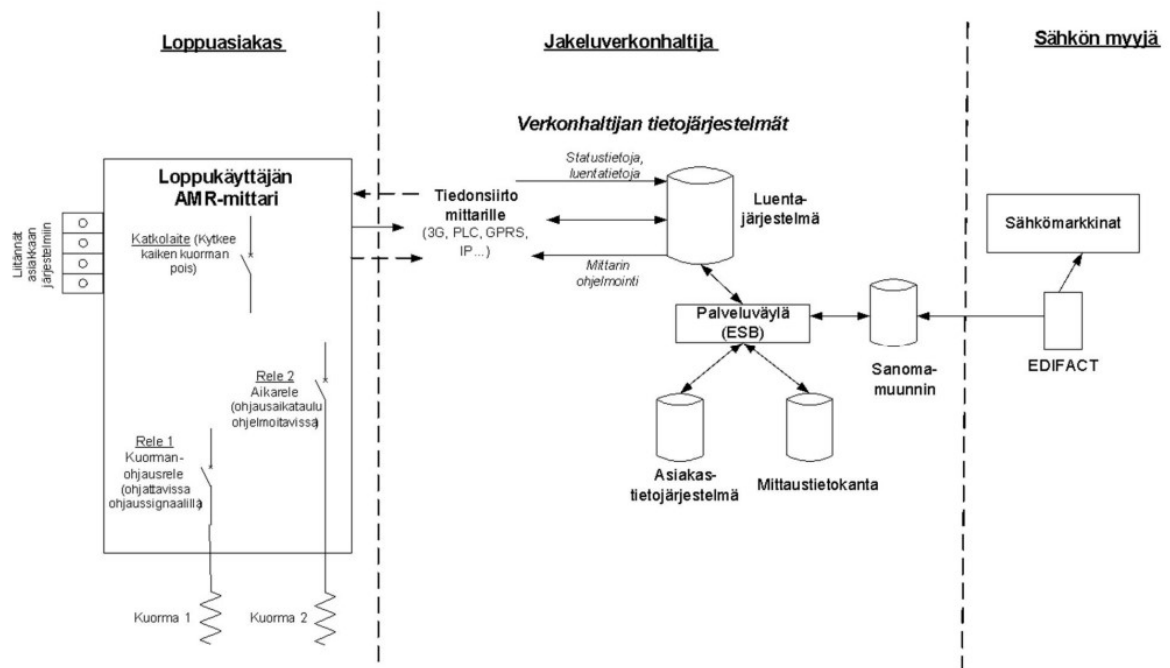 Loppuasiakas
Jakeluverkonhaltija
Sähkön myyjä
Verkonhaltijan tietojärjestelmät
Loppukäyttäjän
AMR-mittari
Katkolaite (Kytkee
kaiken kuorman
pois)
Liitännät
asiakkaan
järjestelmiin
Rele 2
Aikarele
(ohjausaikataulu
ohjelmoitavissa)
Rele 1
Kuorman-
ohjausrele
(ohjattavissa
ohjaussignaalilla)
Kuorma 1
Kuorma 2
Tiedonsiirto
mittarille
(3G, PLC, GPRS,
IP...)
Statustietoja,
luentatietoja
Mittarin
ohjelmointi
Luenta-
järjestelmä
Palveluväylä
(ESB)
Sanoma-
muunnin
Asiakas-
tietojärjestelmä
Mittaustietokanta
Sähkömarkkinat
EDIFACT